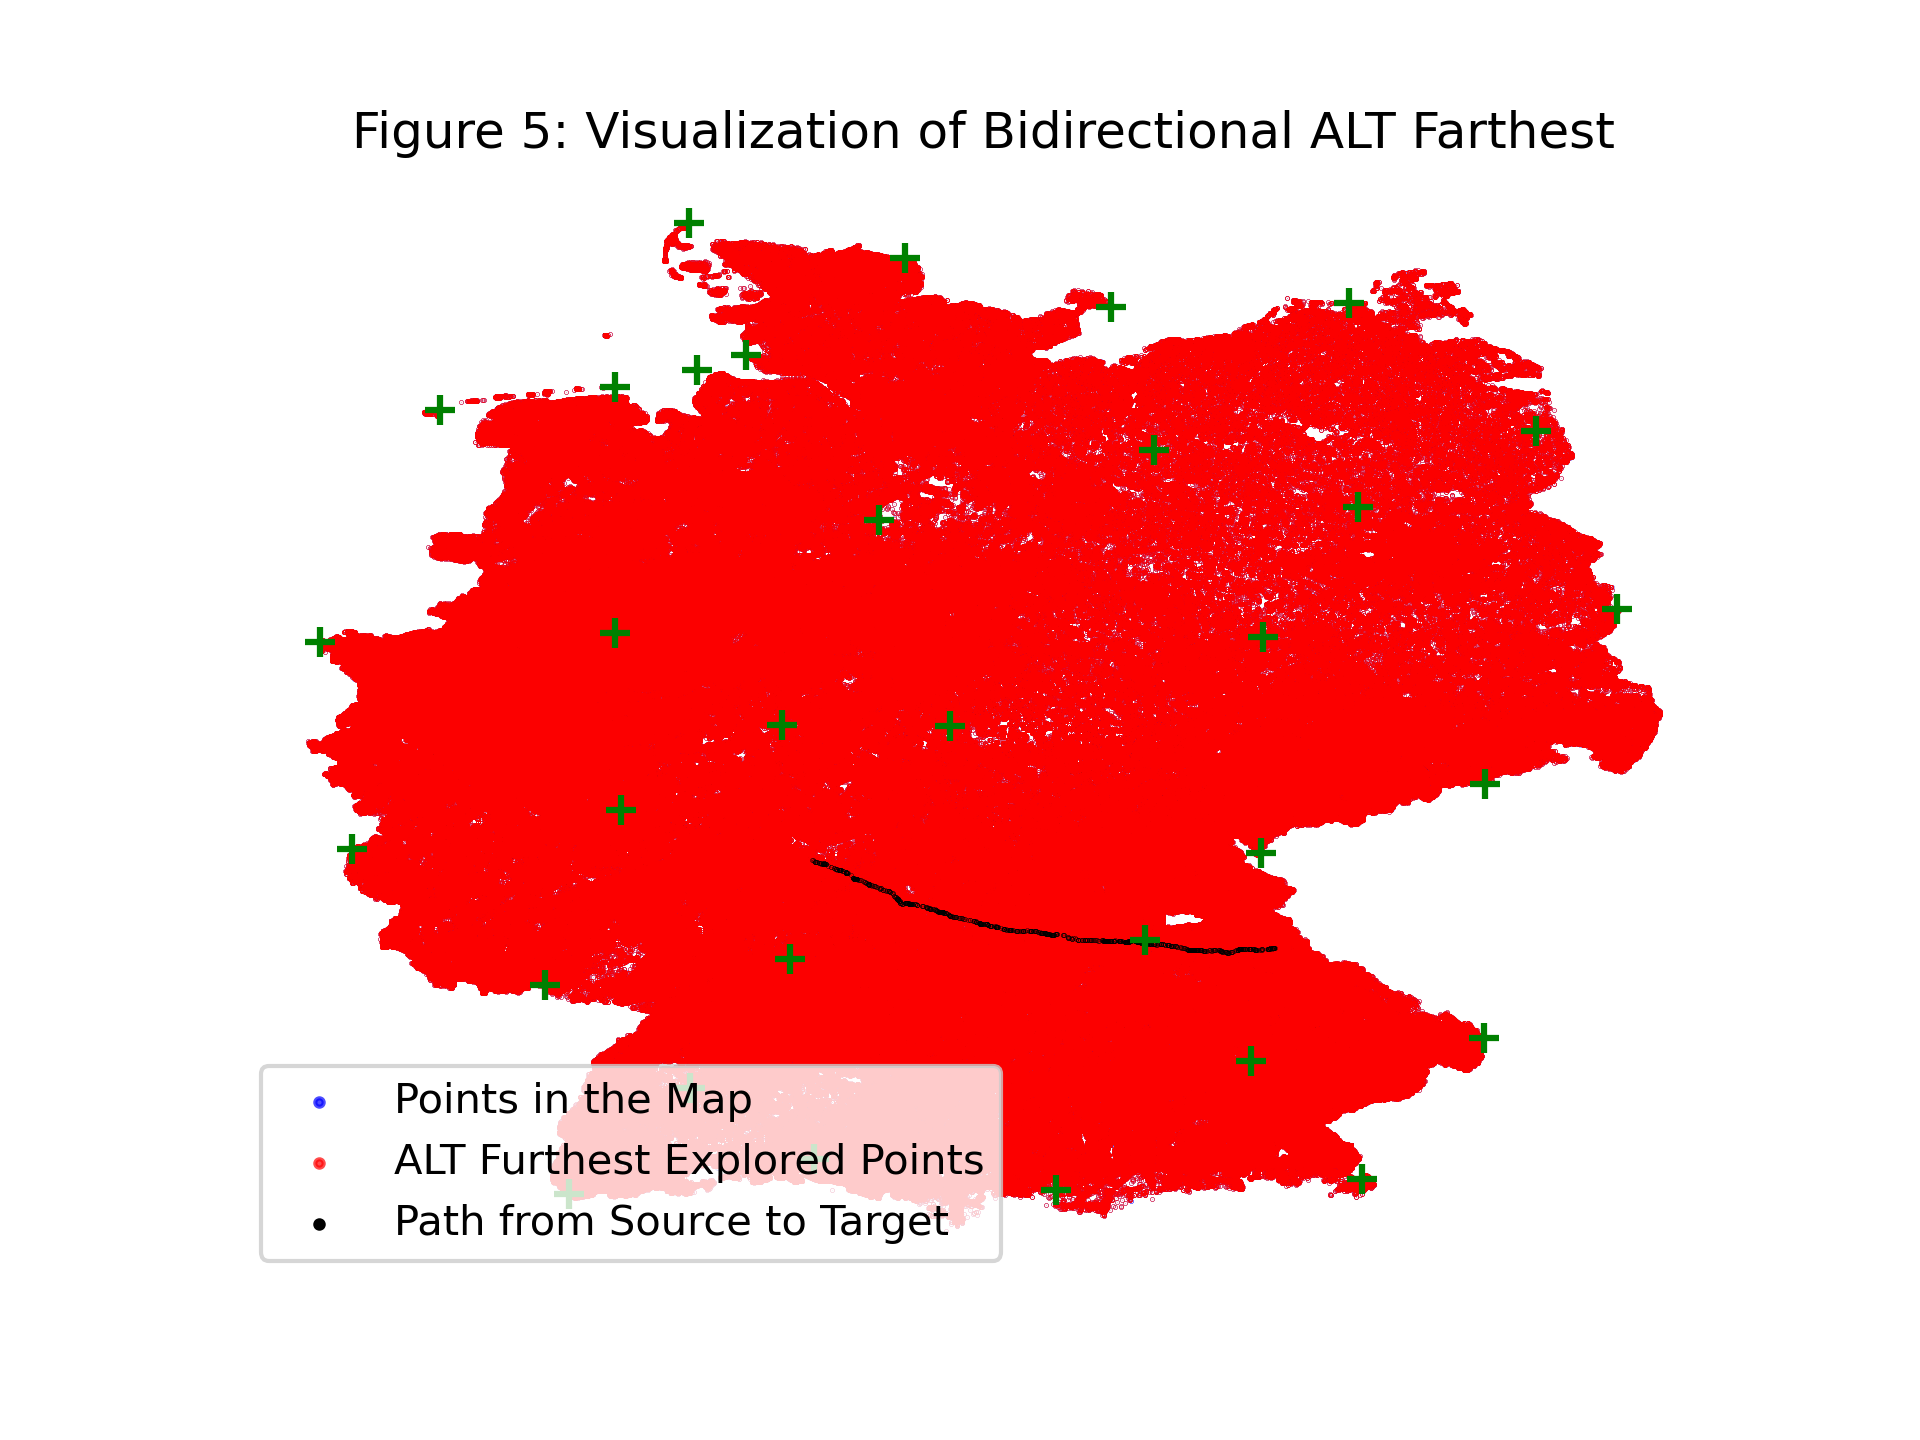 Figure 5: Visualization of Bidirectional ALT Farthest
Points in the Map
ALT Furthest Explored Points
Path from Source to Target